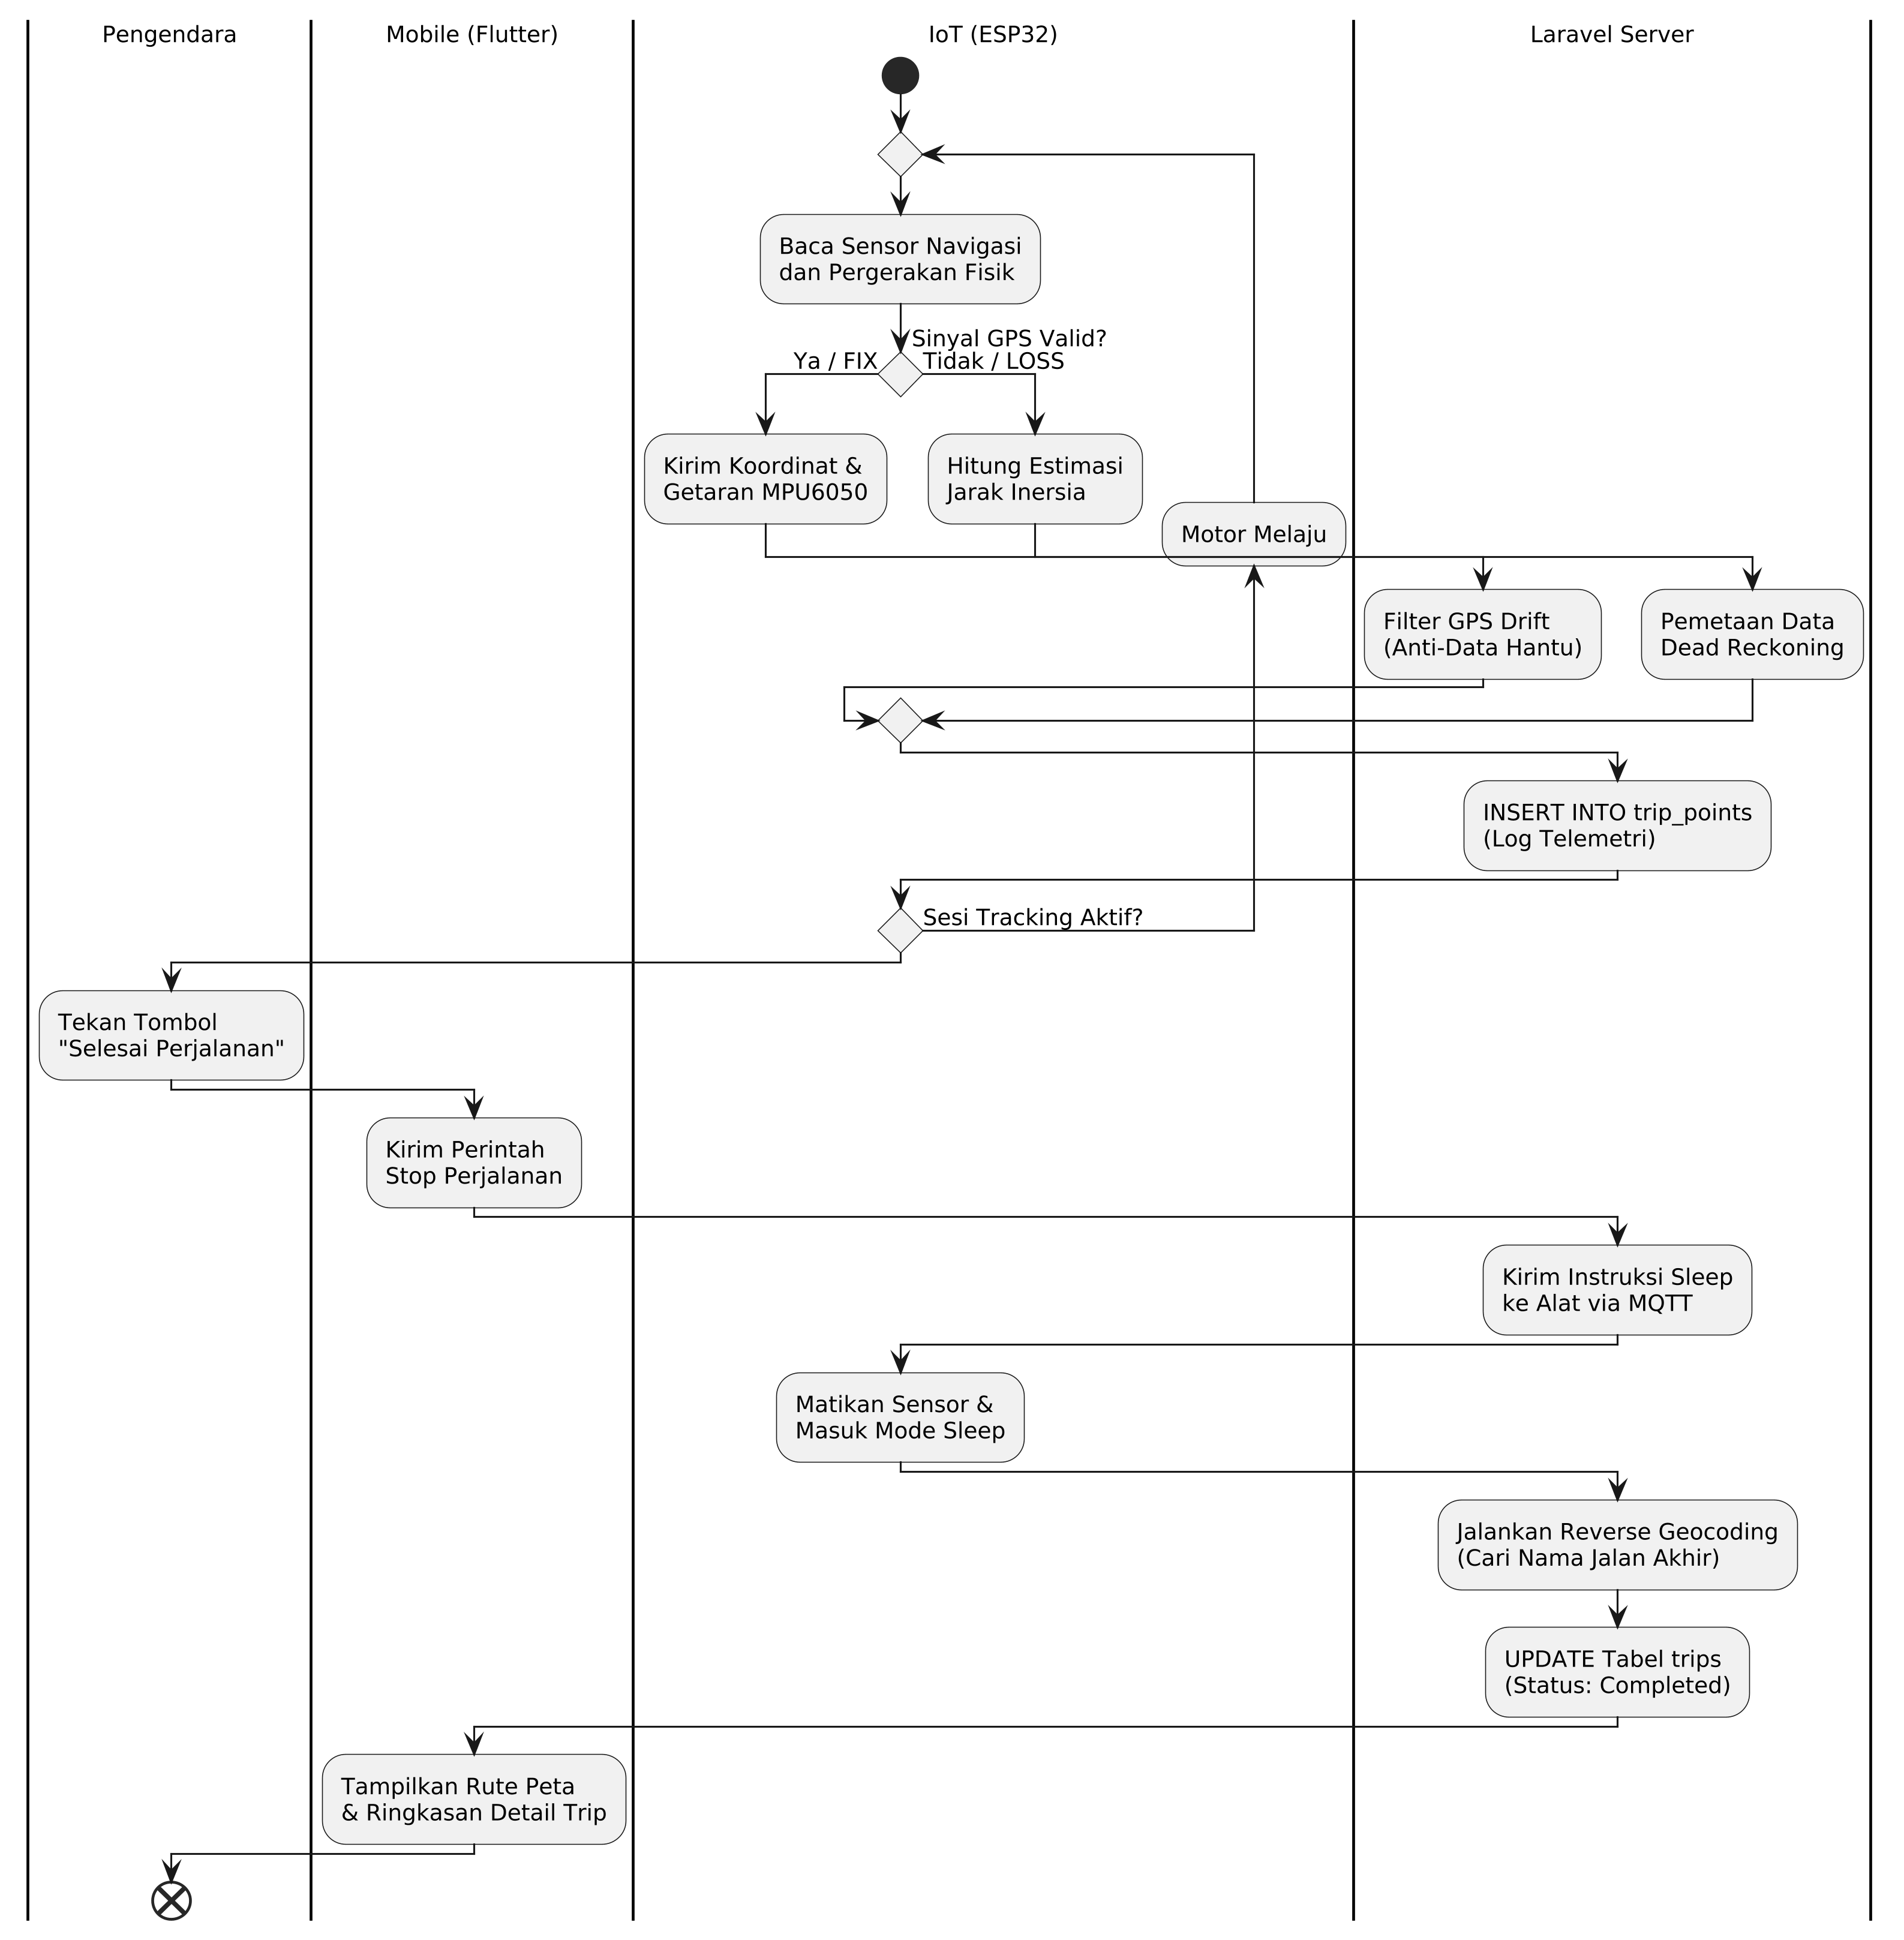 Pengendara
Mobile (Flutter)
IoT (ESP32)
Laravel Server
Baca Sensor Navigasi
dan Pergerakan Fisik
Sinyal GPS Valid?
Ya / FIX
Tidak / LOSS
Kirim Koordinat &
Getaran MPU6050
Hitung Estimasi
Jarak Inersia
Motor Melaju
Filter GPS Drift
(Anti-Data Hantu)
Pemetaan Data
Dead Reckoning
INSERT INTO trip_points
(Log Telemetri)
Sesi Tracking Aktif?
Tekan Tombol
"Selesai Perjalanan"
Kirim Perintah
Stop Perjalanan
Kirim Instruksi Sleep
ke Alat via MQTT
Matikan Sensor &
Masuk Mode Sleep
Jalankan Reverse Geocoding
(Cari Nama Jalan Akhir)
UPDATE Tabel trips
(Status: Completed)
Tampilkan Rute Peta
& Ringkasan Detail Trip